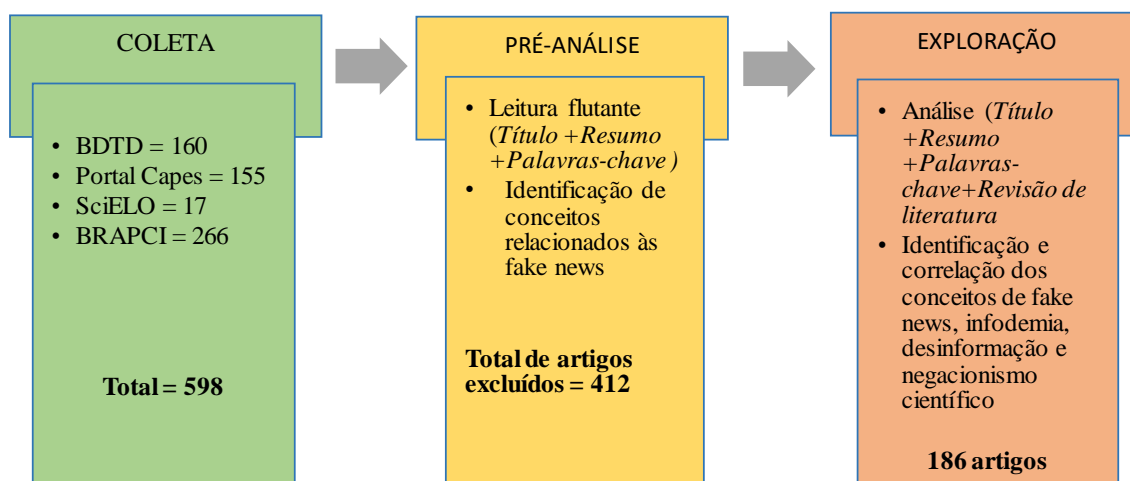 COLETA
• BDTD = 160
• Portal Capes = 155
• SciELO = 17
• BRAPCI = 266
Total = 598
PRÉ-ANÁLISE
• Leitura flutante
(Título +Resumo
+Palavras-chave )
• Identificação de
conceitos
relacionados às
fake news
Total de artigos
excluídos = 412
EXPLORAÇÃO
• Análise (Título
+Resumo
+Palavras-
chave+Revisão de
literatura
• Identificação e
correlação dos
conceitos de fake
news, infodemia,
desinformação e
negacionismo
científico
186 artigos